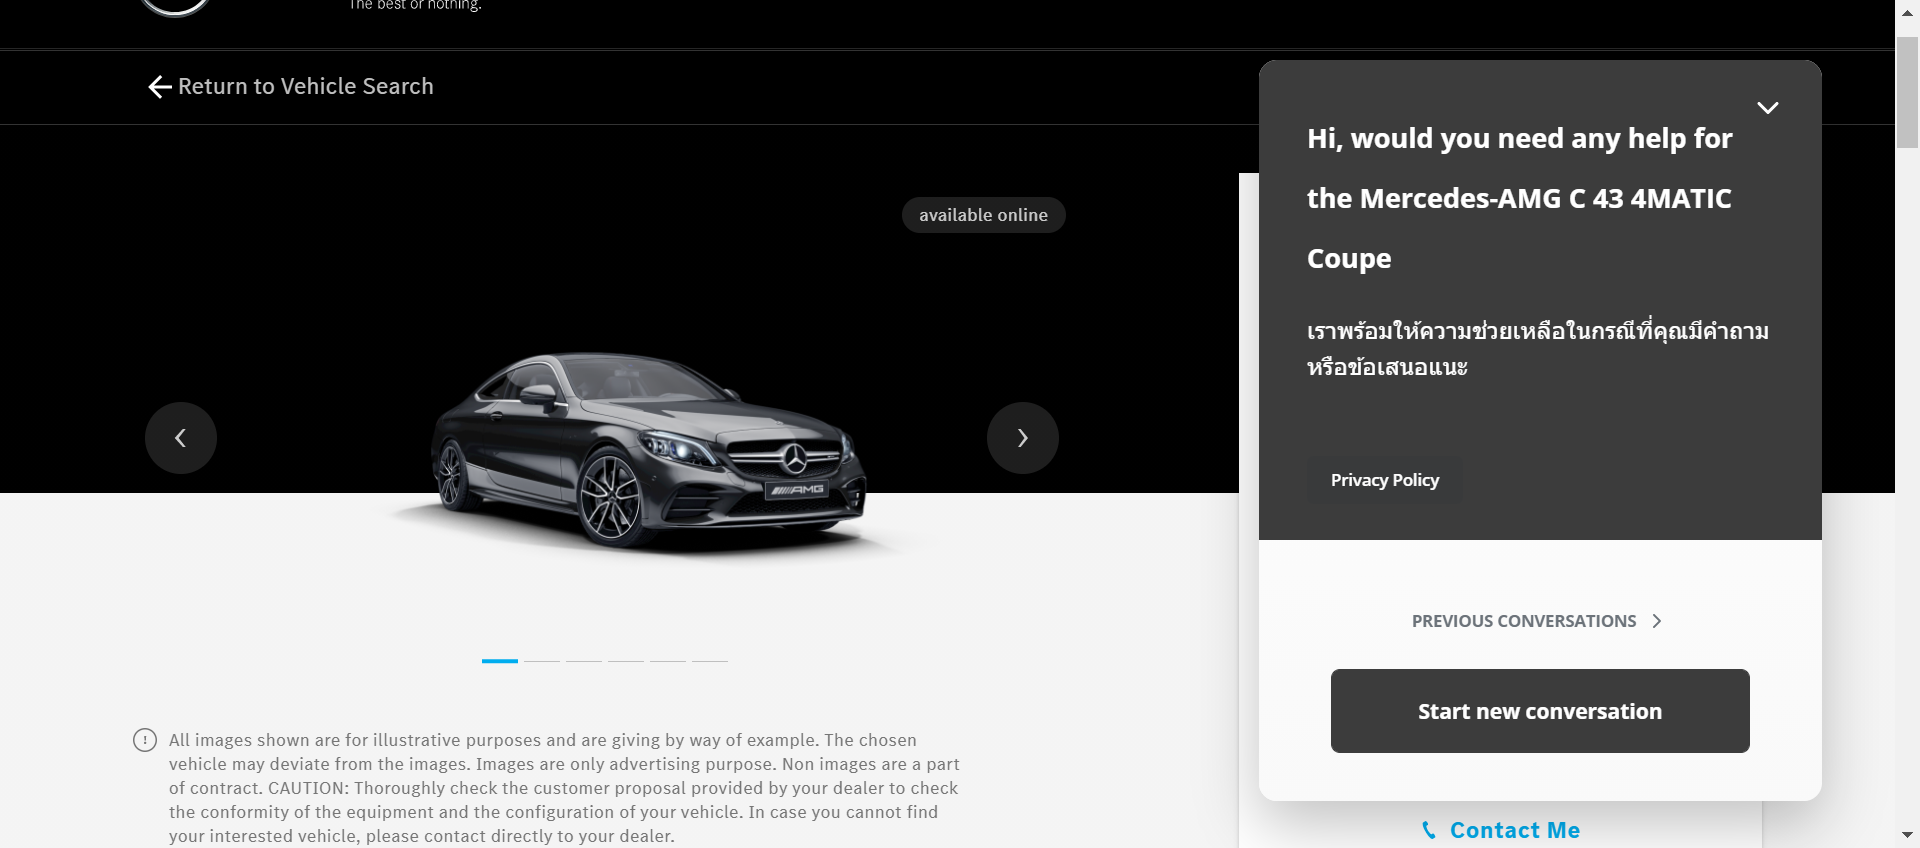 The best or nothing.
Return to Vehicle Search
available online
AMG
All images shown are for illustrative purposes and are giving by way of example. The chosen
vehicle may deviate from the images. Images are only advertising purpose. Non images are a part
of contract. CAUTION: Thoroughly check the customer proposal provided by your dealer to check
the conformity of the equipment and the configuration of your vehicle. In case you cannot find
your interested vehicle, please contact directly to your dealer.
Hi, would you need any help for
the Mercedes-AMG C 43 4MATIC
Coupe
เราพร้อมให้ความช่วยเหลือในกรณีที่คุณมีคำถาม
หรือข้อเสนอแนะ
Privacy Policy
PREVIOUS CONVERSATIONS
Start new conversation
Contact Me